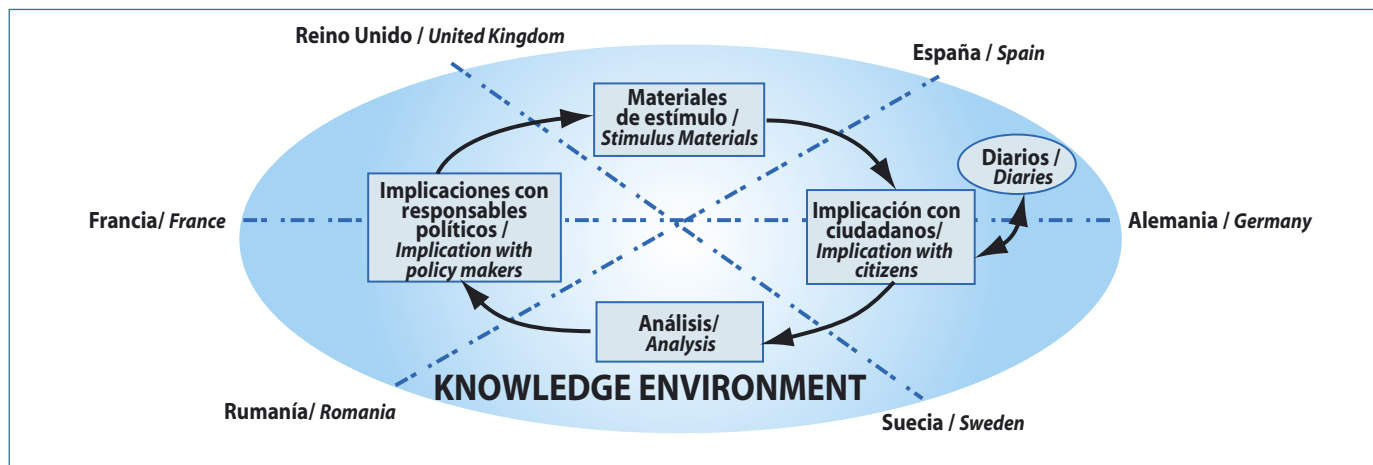 Reino Unido / United Kingdom
España / Spain
Materiales
de estímulo /
Stimulus Materials
Diarios /
Diaries
Implicaciones con
responsables
políticos /
Implication with
policy makers
Implicación con
ciudadanos/
Implication with
citizens
Francia/ France
Alemania / Germany
Análisis/
Analysis
KNOWLEDGE ENVIRONMENT
Rumanía/ Romania
Suecia / Sweden